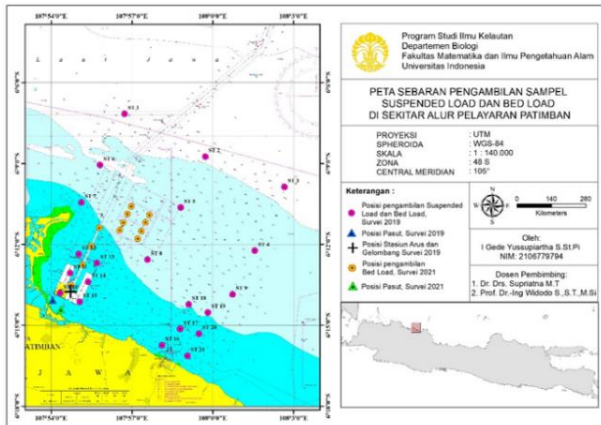 107°54'0"E 107°57'0"E 108°0'0"E 108°3'0"E
Laut Jawa
ST 1
ST 2
ST 3
ST 6
ST 7
ST 5
ST 4
ST 8
ST 13
ST 14
ST 15
ST 9
ST 10
ST 17
ST 20
ST 16
PATIMBAN
JAWA
107°54'0"E 107°57'0"E 108°0'0"E 108°3'0"E
Program Studi Ilmu Kelautan
Departemen Biologi
Fakultas Matematika dan Ilmu Pengetahuan Alam
Universitas Indonesia
PETA SEBARAN PENGAMBILAN SAMPEL
SUSPENDED LOAD DAN BED LOAD
DI SEKITAR ALUR PELAYARAN PATIMBAN
PROYEKSI : UTM
SPHEROIDA : WGS-84
SKALA : 1 : 140.000
ZONA : 48 S
CENTRAL MERIDIAN : 105°
Keterangan :
Posisi pengambilan Suspended
Load dan Bed Load,
Survei 2019
Posisi Pasut, Survei 2019
Posisi Stasiun Arus dan
Gelombang, Survei 2019
Posisi pengambilan
Bed Load, Survei 2021
Posisi Pasut, Survei 2021
N
W E
S
0 140 280
Kilometers
Oleh:
I Gede Yussupiartha S.St.Pi
NIM: 2106779794
Dosen Pembimbing:
1. Dr. Drs. Supriatna M.T
2. Prof. Dr.-Ing Widodo S.,S.T.,M.Si